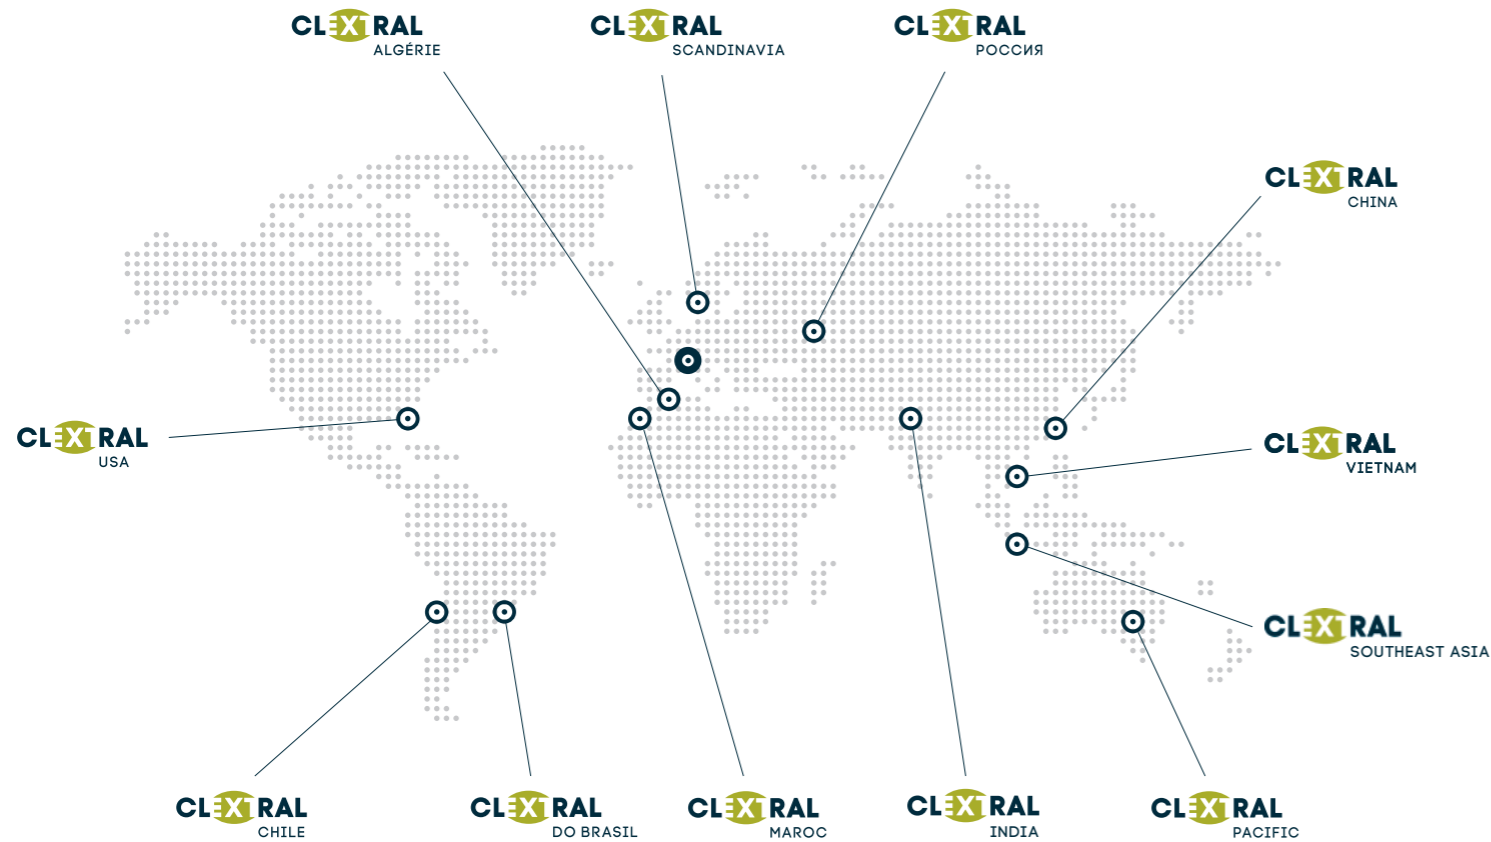 CLEXTRAL
ALGÉRIE
CLEXTRAL
SCANDINAVIA
CLEXTRAL
РОССИЯ
CLEXTRAL
CHINA
CLEXTRAL
USA
CLEXTRAL
VIETNAM
CLEXTRAL
SOUTHEAST ASIA
CLEXTRAL
CHILE
CLEXTRAL
DO BRASIL
CLEXTRAL
MAROC
CLEXTRAL
INDIA
CLEXTRAL
PACIFIC